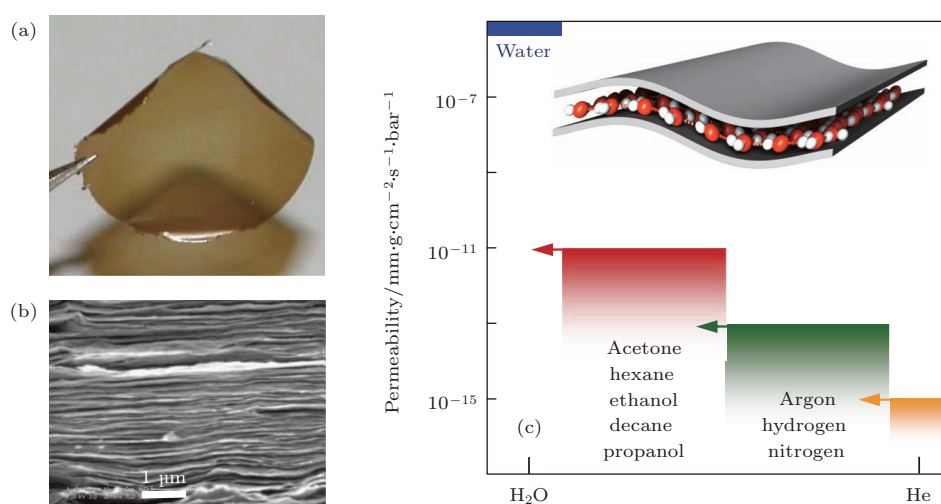 (a)
(b)
1 µm
Permeability/mm·g·cm−2·s−1·bar−1
10−7
10−11
10−15
Water
Acetone
hexane
ethanol
decane
propanol
Argon
hydrogen
nitrogen
(c)
H2O
He